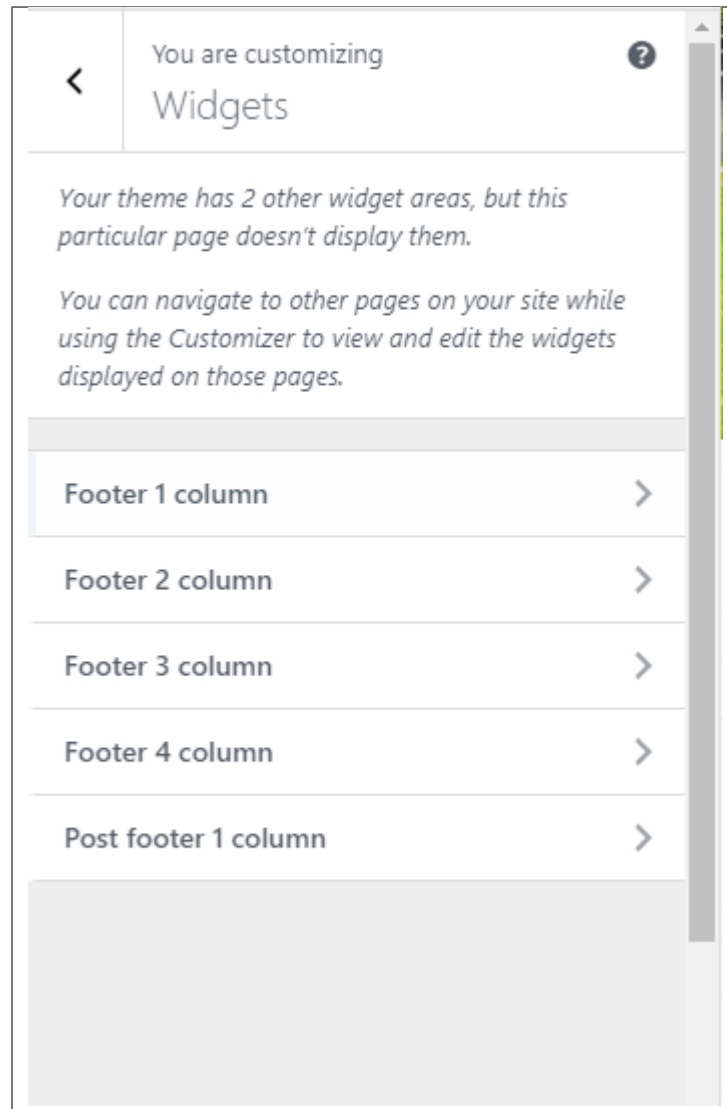 You are customizing
Widgets
Your theme has 2 other widget areas, but this
particular page doesn't display them.
You can navigate to other pages on your site while
using the Customizer to view and edit the widgets
displayed on those pages.
Footer 1 column
Footer 2 column
Footer 3 column
Footer 4 column
Post footer 1 column